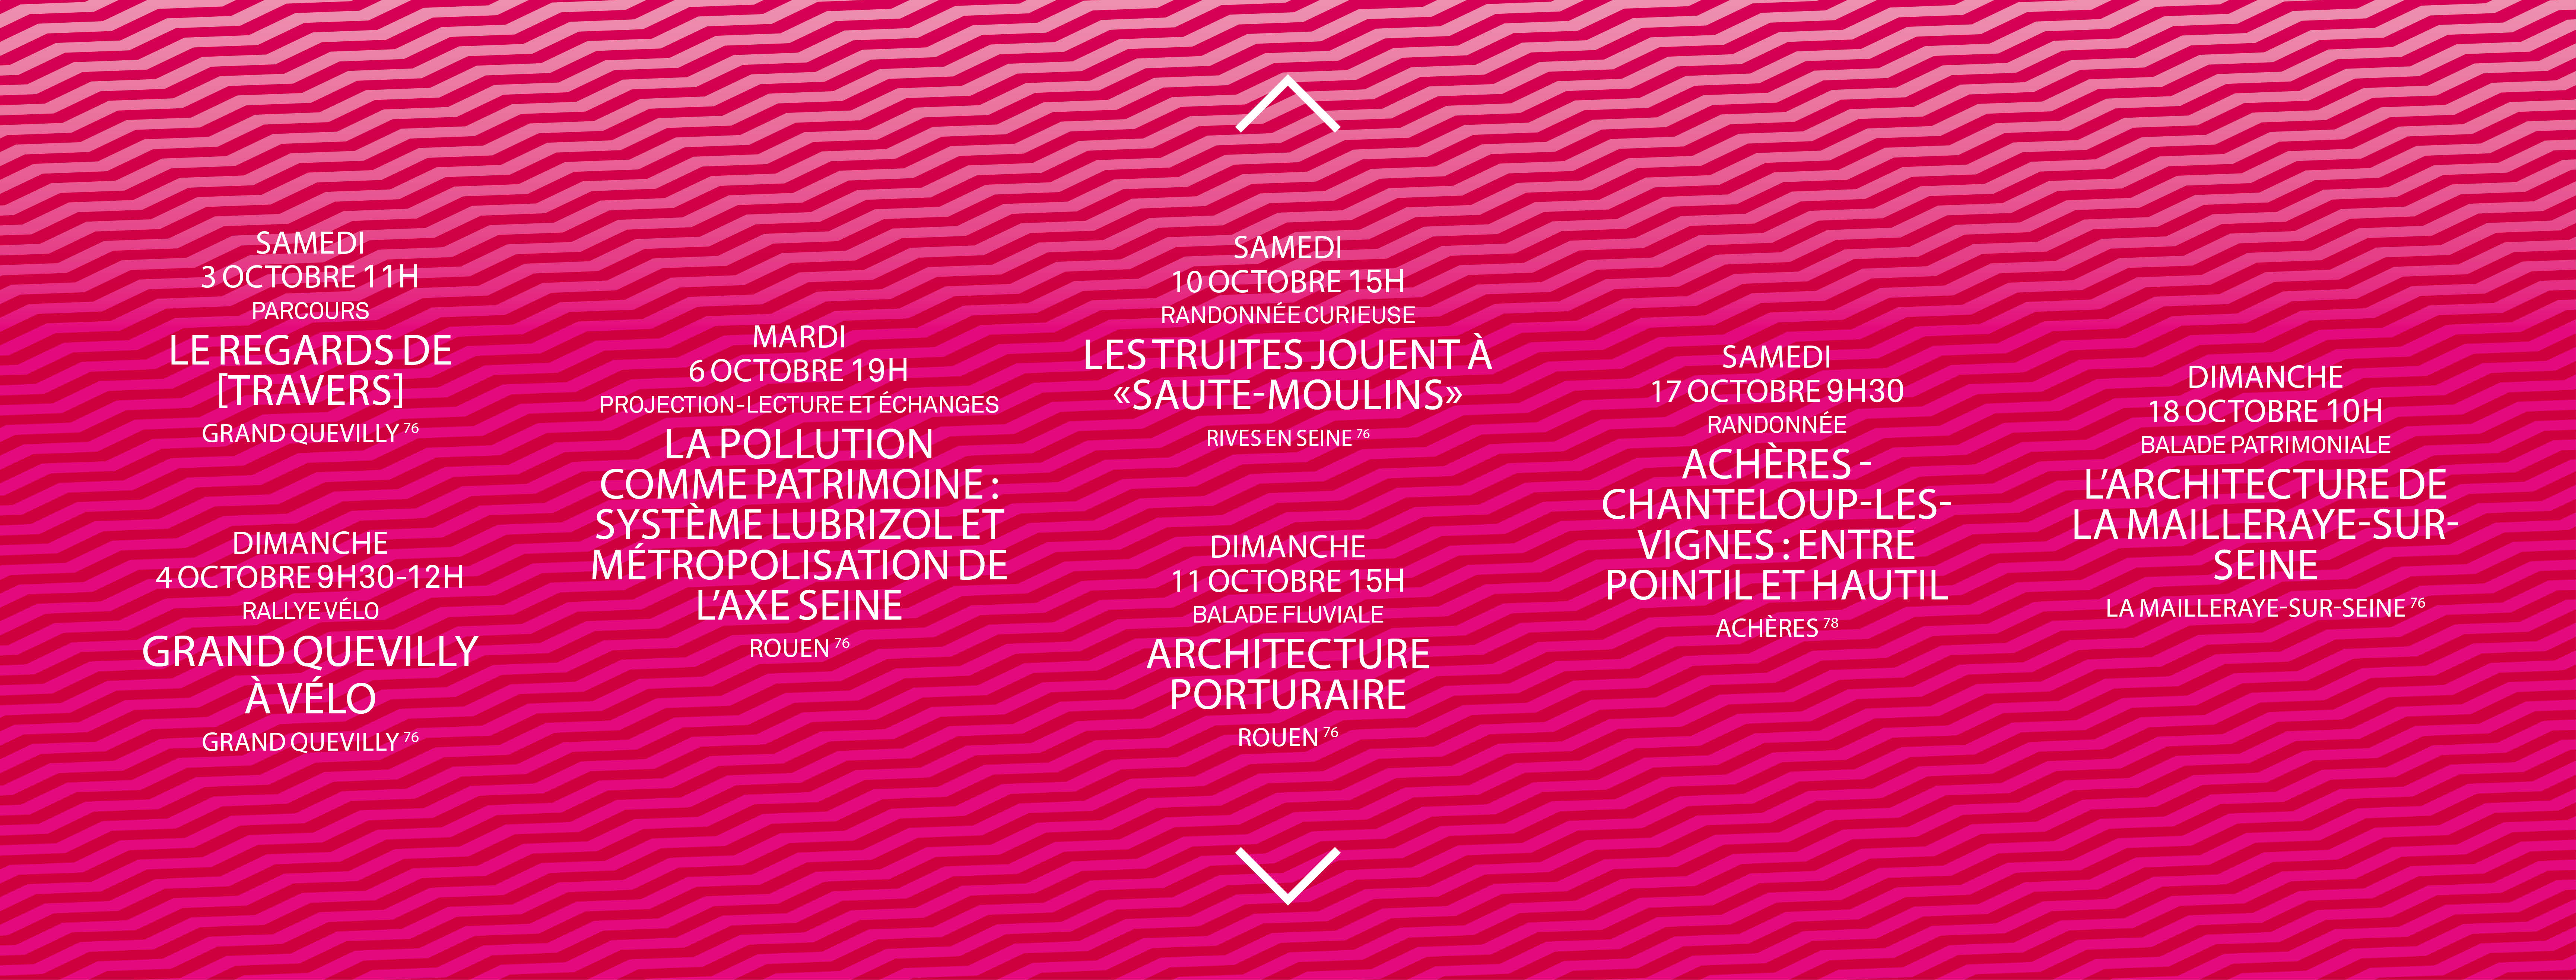 SAMEDI
3 OCTOBRE 11H
PARCOURS
LE REGARDS DE
[TRAVERS]
GRAND QUEVILLY 76
DIMANCHE
4 OCTOBRE 9H30-12H
RALLYE VÉLO
GRAND QUEVILLY
À VÉLO
GRAND QUEVILLY 76
MARDI
6 OCTOBRE 19H
PROJECTION-LECTURE ET ÉCHANGES
LA POLLUTION
COMME PATRIMOINE :
SYSTÈME LUBRIZOL ET
MÉTROPOLISATION DE
L’AXE SEINE
ROUEN 76
SAMEDI
10 OCTOBRE 15H
RANDONNÉE CURIEUSE
LES TRUITES JOUENT À
«SAUTE-MOULINS»
RIVES EN SEINE 76
DIMANCHE
11 OCTOBRE 15H
BALADE FLUVIALE
ARCHITECTURE
PORTURAIRE
ROUEN 76
SAMEDI
17 OCTOBRE 9H30
RANDONNÉE
ACHÈRES -
CHANTELOUP-LES-
VIGNES : ENTRE
POINTIL ET HAUTIL
ACHÈRES 78
DIMANCHE
18 OCTOBRE 10H
BALADE PATRIMONIALE
L’ARCHITECTURE DE
LA MAILLERAYE-SUR-
SEINE
LA MAILLERAYE-SUR-SEINE 76